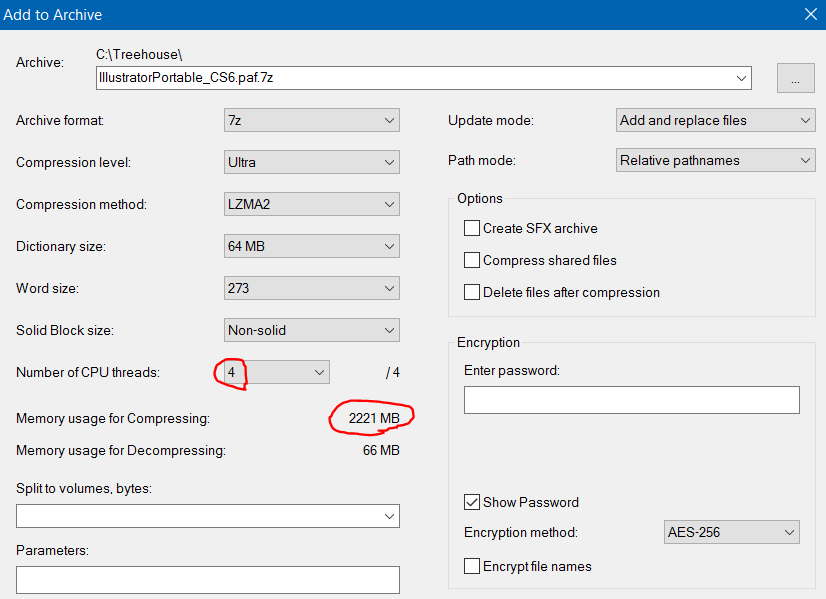 Add to Archive
Archive:
C:\Treehouse\
IllustratorPortable_CS6.paf.7z
...
Archive format: 7z
Update mode: Add and replace files
Compression level: Ultra
Path mode: Relative pathnames
Compression method: LZMA2
Options
Create SFX archive
Dictionary size: 64 MB
Compress shared files
Word size: 273
Delete files after compression
Solid Block size: Non-solid
Encryption
Number of CPU threads: 4 / 4
Enter password:
Memory usage for Compressing: 2221 MB
Memory usage for Decompressing: 66 MB
Split to volumes, bytes:
Show Password
Encryption method: AES-256
Parameters:
Encrypt file names